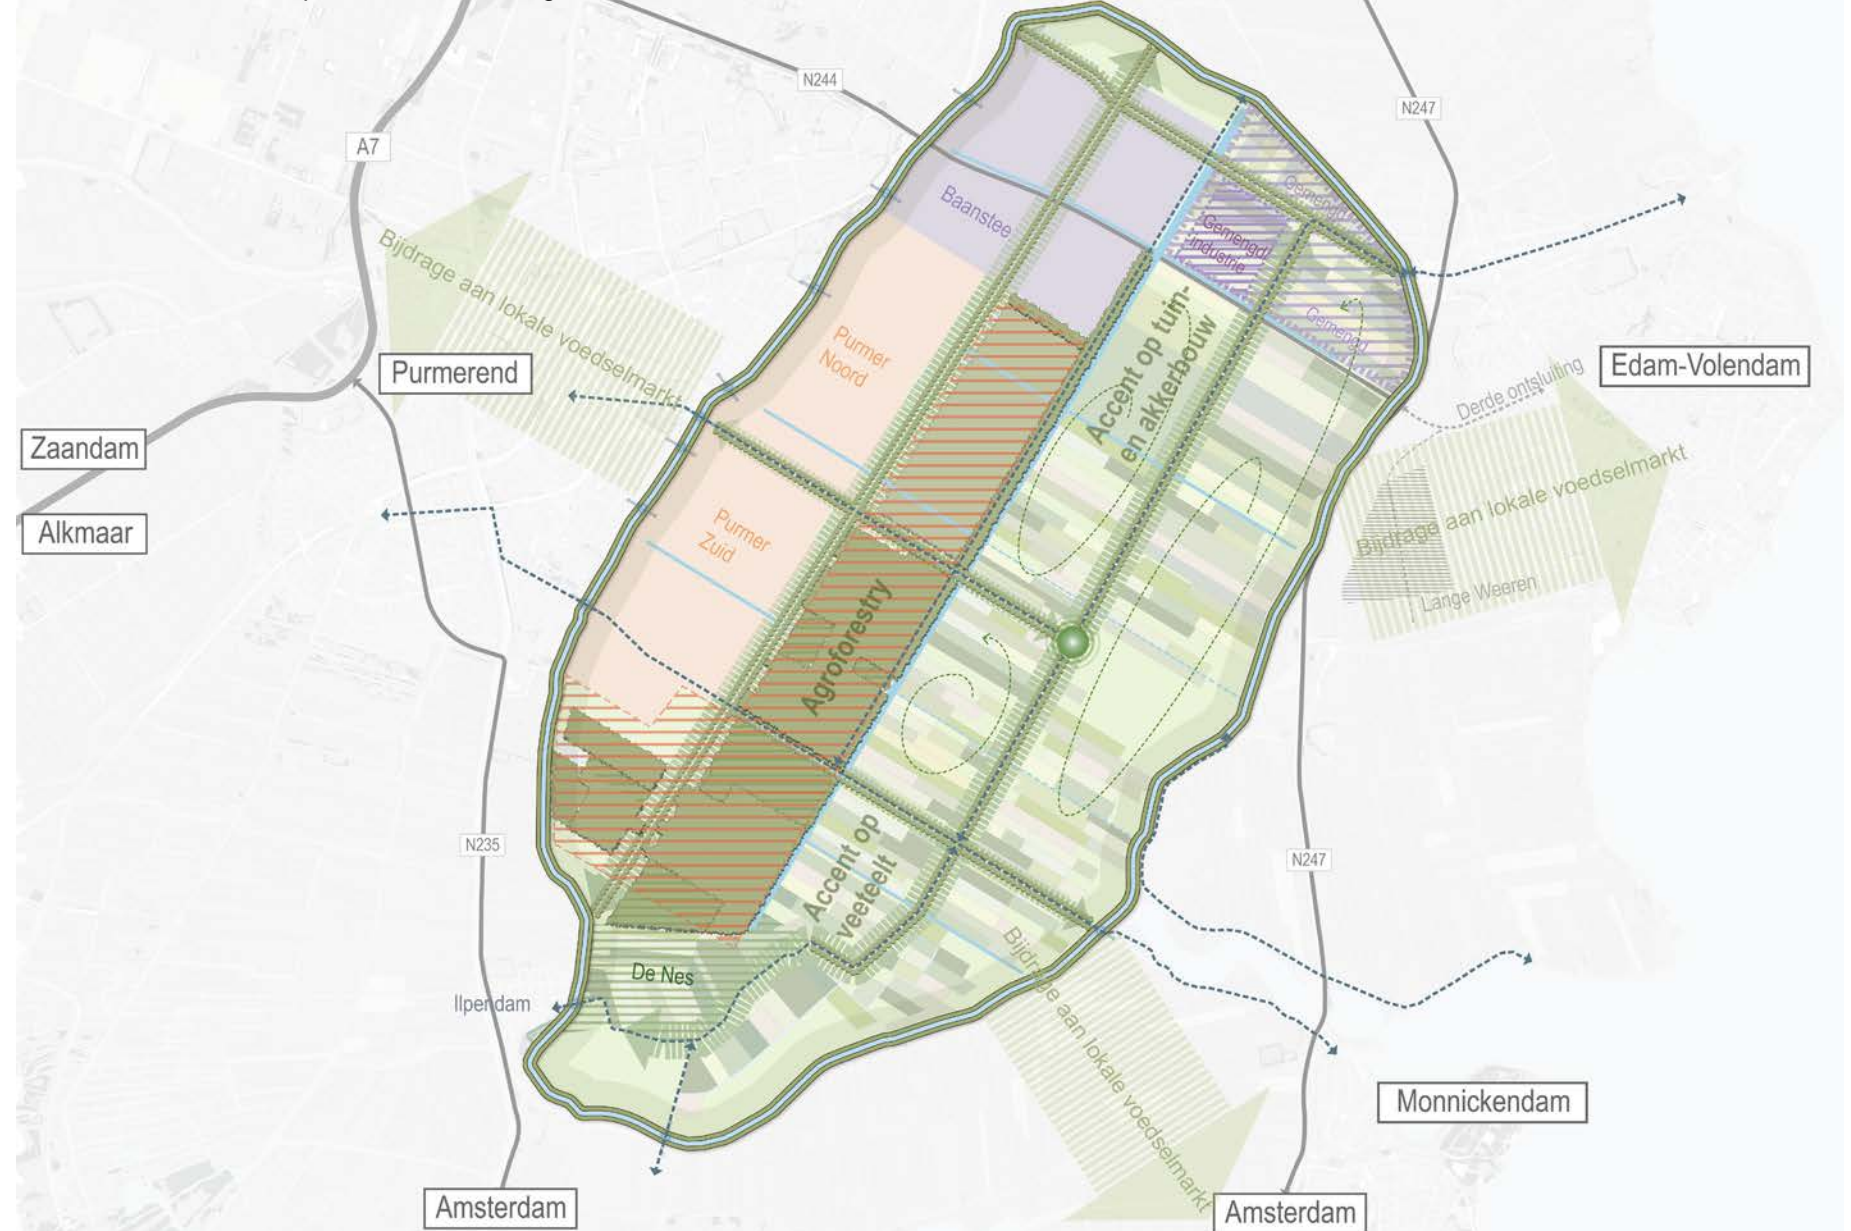 N244
N247
A7
Bijdrage aan lokale voedselmarkt
Baanstee
Gemengd
Gemengd/
industrie
Gemengd
Purmer
Noord
Accent op tuin-
en akkerbouw
Purmerend
Edam-Volendam
Derde ontsluiting
Zaandam
Alkmaar
Bijdrage aan lokale voedselmarkt
Purmer
Zuid
Lange Weeren
Agroforestry
N235
N247
Accent op
veeteelt
De Nes
Ilpendam
Bijdrage aan lokale voedselmarkt
Monnickendam
Amsterdam
Amsterdam